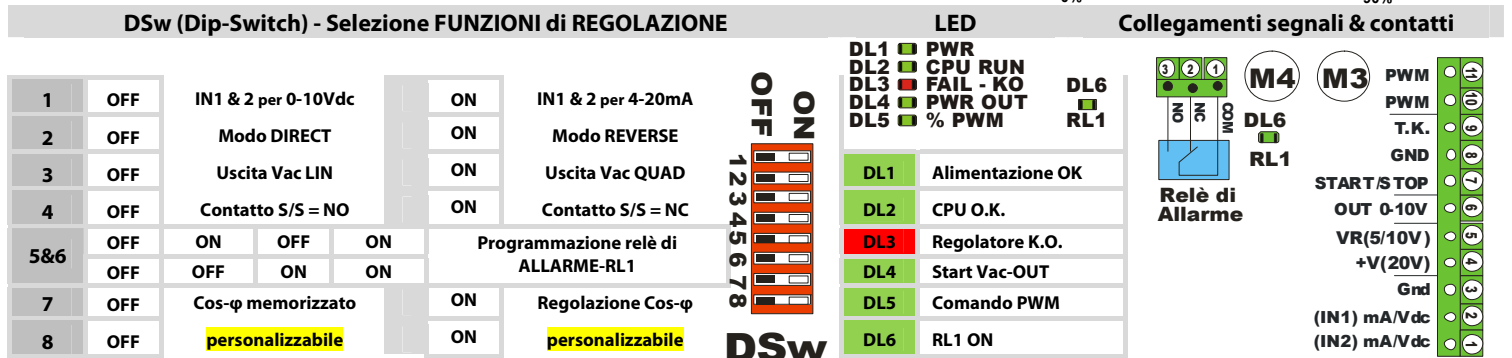 DSw (Dip-Switch) - Selezione FUNZIONI di REGOLAZIONE
1 OFF IN1 & 2 per 0-10Vdc ON IN1 & 2 per 4-20mA
2 OFF Modo DIRECT ON Modo REVERSE
3 OFF Uscita Vac LIN ON Uscita Vac QUAD
4 OFF Contatto S/S = NO ON Contatto S/S = NC
5&6 OFF ON OFF ON Programmazione relè di
OFF OFF ON ON ALLARME-RL1
7 OFF Cos-φ memorizzato ON Regolazione Cos-φ
8 OFF personalizzabile ON personalizzabile
OFF ON
1 2 3 4 5 6 7 8
DSw
LED
DL1 PWR
DL2 CPU RUN
DL3 FAIL - KO
DL4 PWR OUT
DL5 % PWM
DL6
RL1
DL1 Alimentazione OK
DL2 CPU O.K.
DL3 Regolatore K.O.
DL4 Start Vac-OUT
DL5 Comando PWM
DL6 RL1 ON
Collegamenti segnali & contatti
3 2 1
NO NC COM
Relè di
Allarme
M4 M3
DL6
RL1
PWM 11
PWM 10
T.K. 9
GND 8
START/STOP 7
OUT 0-10V 6
VR(5/10V) 5
+V(20V) 4
Gnd 3
(IN1) mA/Vdc 2
(IN2) mA/Vdc 1